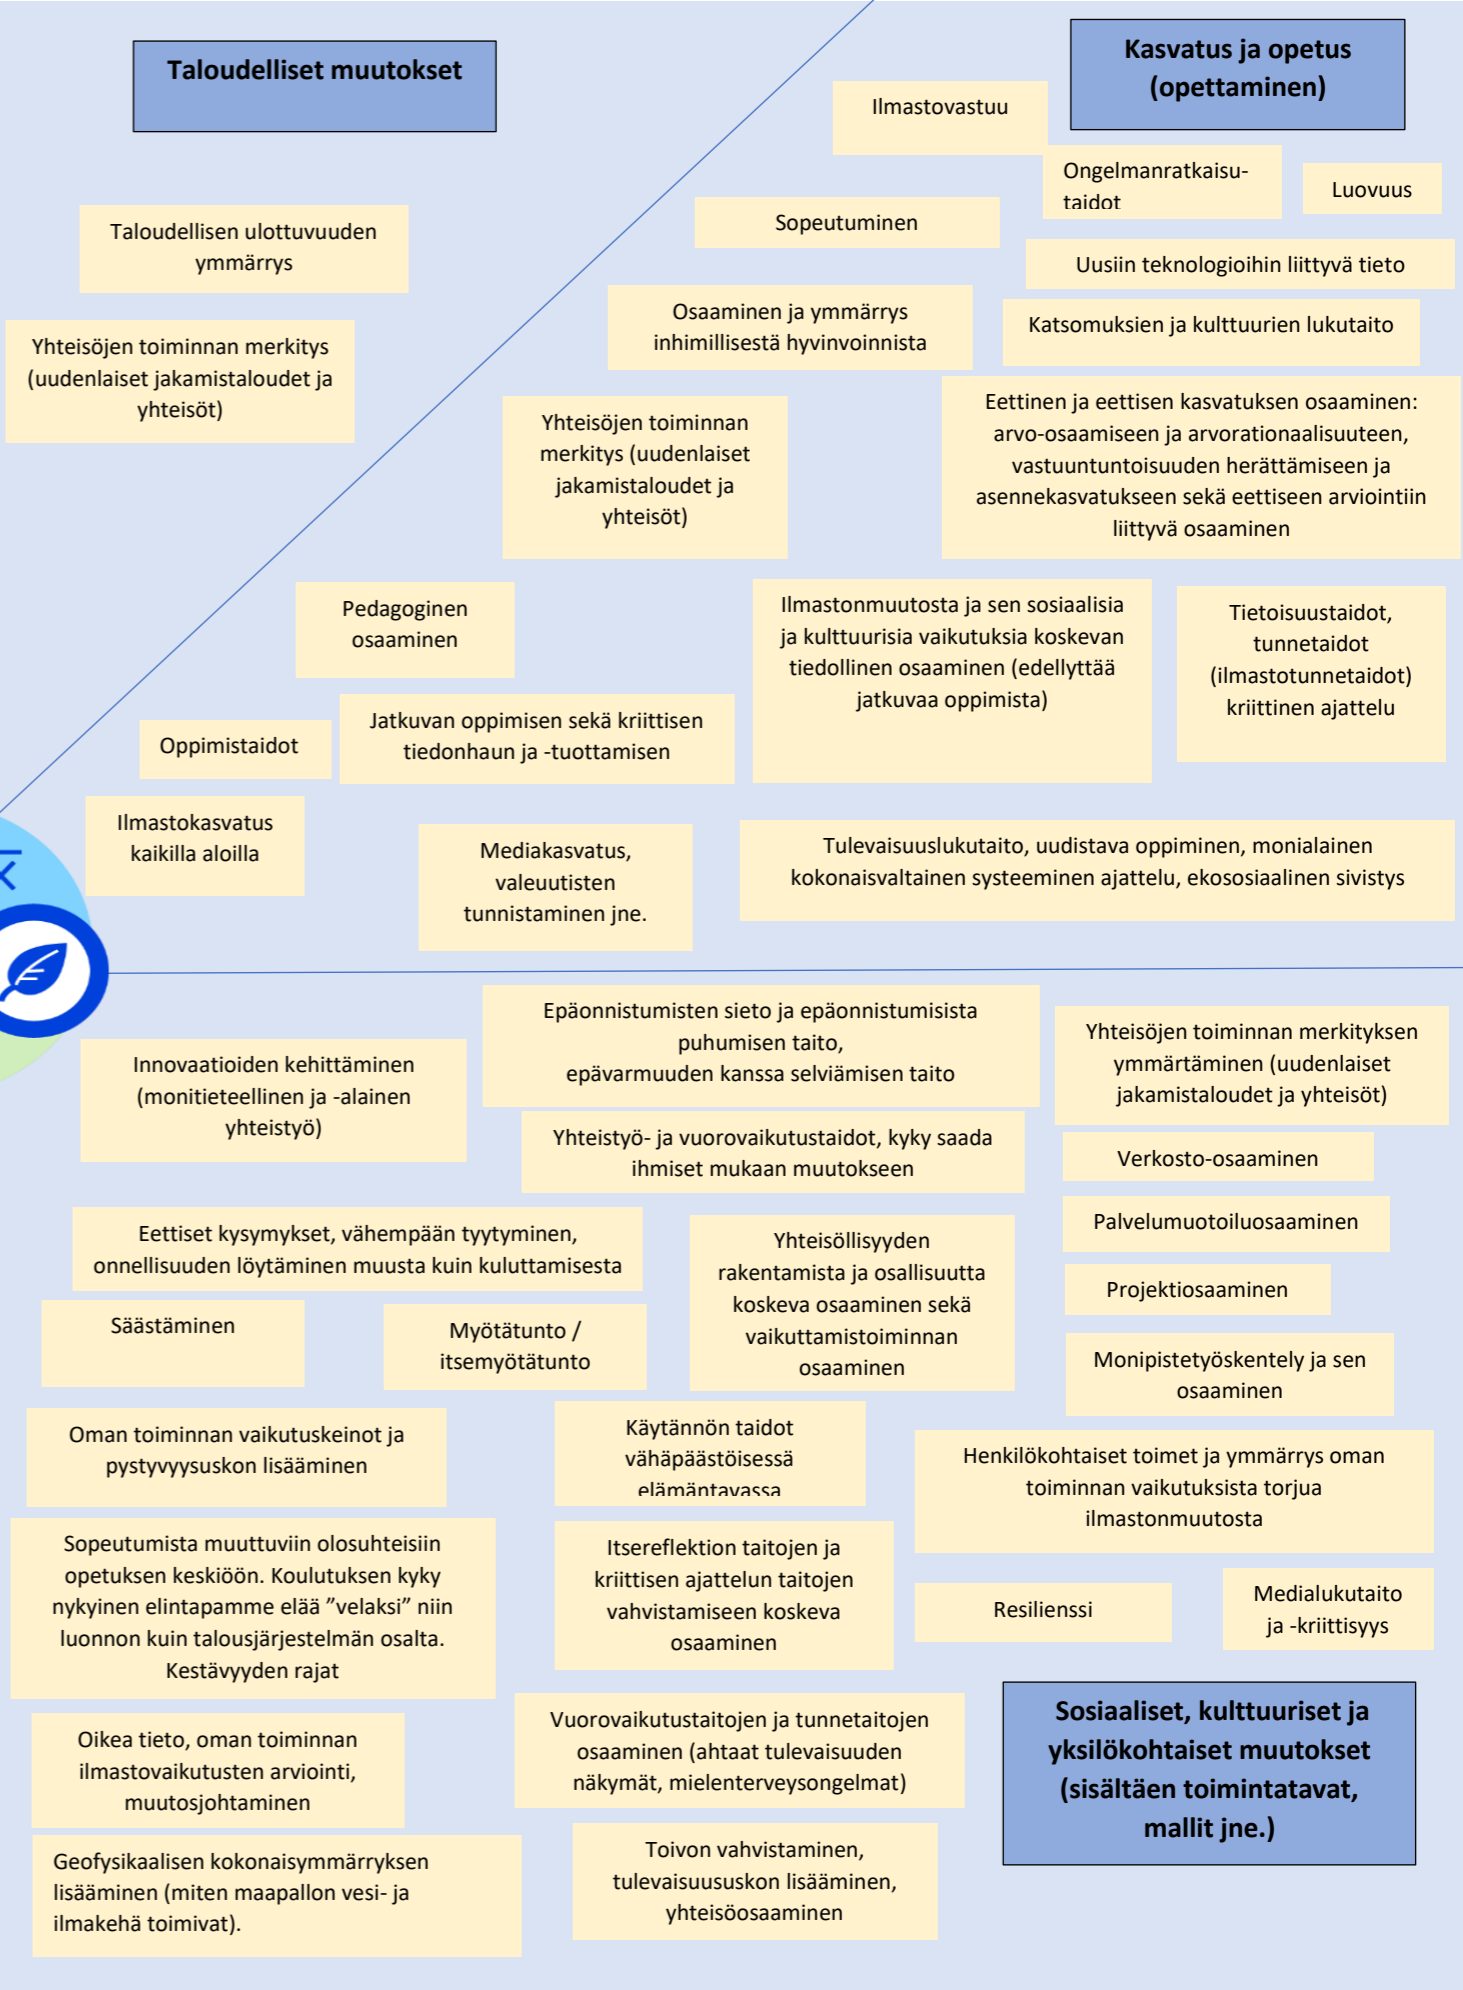 Taloudelliset muutokset
Taloudellisen ulottuvuuden
ymmärrys
Yhteisöjen toiminnan merkitys
(uudenlaiset jakamistaloudet ja
yhteisöt)
Kasvatus ja opetus
(opettaminen)
Ilmastovastuu
Ongelmanratkaisu-
taidot
Luovuus
Sopeutuminen
Uusiin teknologioihin liittyvä tieto
Osaaminen ja ymmärrys
inhimillisestä hyvinvoinnista
Katsomuksien ja kulttuurien lukutaito
Yhteisöjen toiminnan
merkitys (uudenlaiset
jakamistaloudet ja
yhteisöt)
Eettinen ja eettisen kasvatuksen osaaminen:
arvo-osaamiseen ja arvorationaalisuuteen,
vastuuntuntoisuuden herättämiseen ja
asennekasvatukseen sekä eettiseen arviointiin
liittyvä osaaminen
Pedagoginen
osaaminen
Ilmastonmuutosta ja sen sosiaalisia
ja kulttuurisia vaikutuksia koskevan
tiedollinen osaaminen (edellyttää
jatkuvaa oppimista)
Tietoisuustaidot,
tunnetaidot
(ilmastotunnetaidot)
kriittinen ajattelu
Oppimistaidot
Jatkuvan oppimisen sekä kriittisen
tiedonhaun ja -tuottamisen
Ilmastokasvatus
kaikilla aloilla
Mediakasvatus,
valeuutisten
tunnistaminen jne.
Tulevaisuuslukutaito, uudistava oppiminen, monialainen
kokonaisvaltainen systeeminen ajattelu, ekososiaalinen sivistys
Innovaatioiden kehittäminen
(monitieteellinen ja -alainen
yhteistyö)
Epäonnistumisten sieto ja epäonnistumisista
puhumisen taito,
epävarmuuden kanssa selviämisen taito
Yhteisöjen toiminnan merkityksen
ymmärtäminen (uudenlaiset
jakamistaloudet ja yhteisöt)
Yhteistyö- ja vuorovaikutustaidot, kyky saada
ihmiset mukaan muutokseen
Verkosto-osaaminen
Eettiset kysymykset, vähempään tyytyminen,
onnellisuuden löytäminen muusta kuin kuluttamisesta
Yhteisöllisyyden
rakentamista ja osallisuutta
koskeva osaaminen sekä
vaikuttamistoiminnan
osaaminen
Palvelumuotoiluosaaminen
Projektiosaaminen
Säästäminen
Myötätunto /
itsemyötätunto
Monipistetyöskentely ja sen
osaaminen
Oman toiminnan vaikutuskeinot ja
pystyvyysuskon lisääminen
Käytännön taidot
vähäpäästöisessä
elämäntavassa
Henkilökohtaiset toimet ja ymmärrys oman
toiminnan vaikutuksista torjua
ilmastonmuutosta
Sopeutumista muuttuviin olosuhteisiin
opetuksen keskiöön. Koulutuksen kyky
nykyinen elintapamme elää ”velaksi” niin
luonnon kuin talousjärjestelmän osalta.
Kestävyyden rajat
Itsereflektion taitojen ja
kriittisen ajattelun taitojen
vahvistamiseen koskeva
osaaminen
Resilienssi
Medialukutaito
ja -kriittisyys
Oikea tieto, oman toiminnan
ilmastovaikutusten arviointi,
muutosjohtaminen
Vuorovaikutustaitojen ja tunnetaitojen
osaaminen (ahtaat tulevaisuuden
näkymät, mielenterveysongelmat)
Sosiaaliset, kulttuuriset ja
yksilökohtaiset muutokset
(sisältäen toimintatavat,
mallit jne.)
Geofysikaalisen kokonaisymmärryksen
lisääminen (miten maapallon vesi- ja
ilmakehä toimivat).
Toivon vahvistaminen,
tulevaisuususkon lisääminen,
yhteisöosaaminen